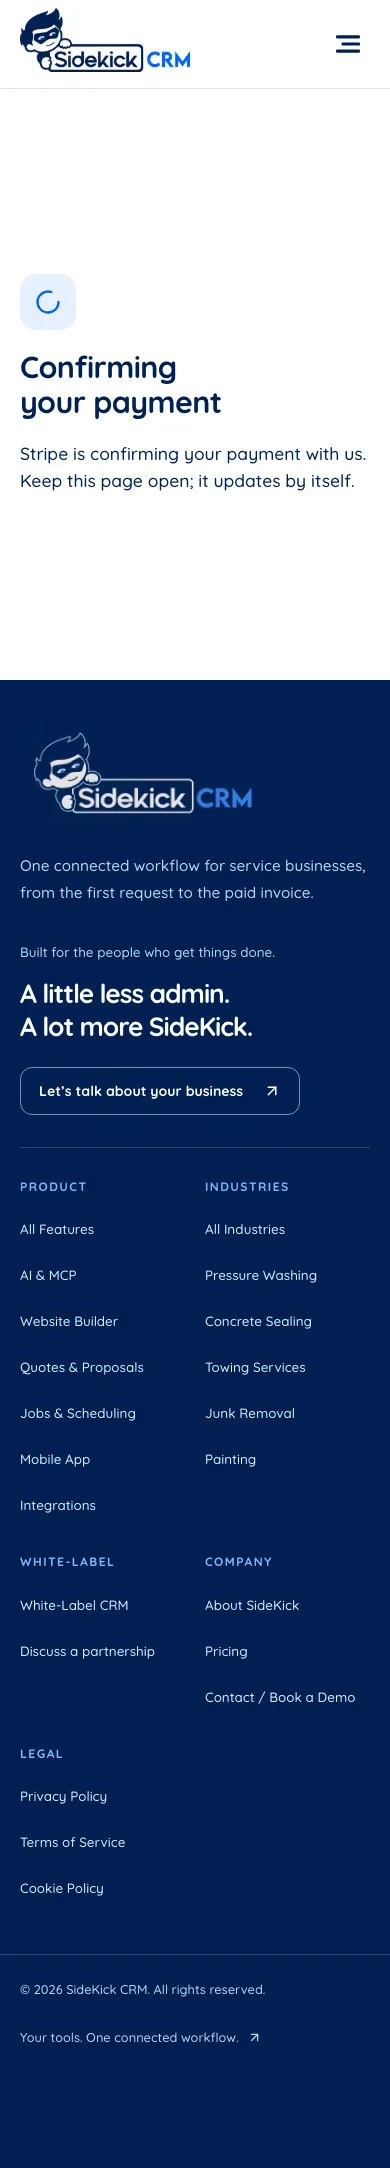 Sidekick CRM
Confirming
your payment
Stripe is confirming your payment with us.
Keep this page open; it updates by itself.
Sidekick CRM
One connected workflow for service businesses,
from the first request to the paid invoice.
Built for the people who get things done.
A little less admin.
A lot more SideKick.
Let’s talk about your business
PRODUCT
All Features
AI & MCP
Website Builder
Quotes & Proposals
Jobs & Scheduling
Mobile App
Integrations
INDUSTRIES
All Industries
Pressure Washing
Concrete Sealing
Towing Services
Junk Removal
Painting
WHITE-LABEL
White-Label CRM
Discuss a partnership
COMPANY
About SideKick
Pricing
Contact / Book a Demo
LEGAL
Privacy Policy
Terms of Service
Cookie Policy
© 2026 SideKick CRM. All rights reserved.
Your tools. One connected workflow.